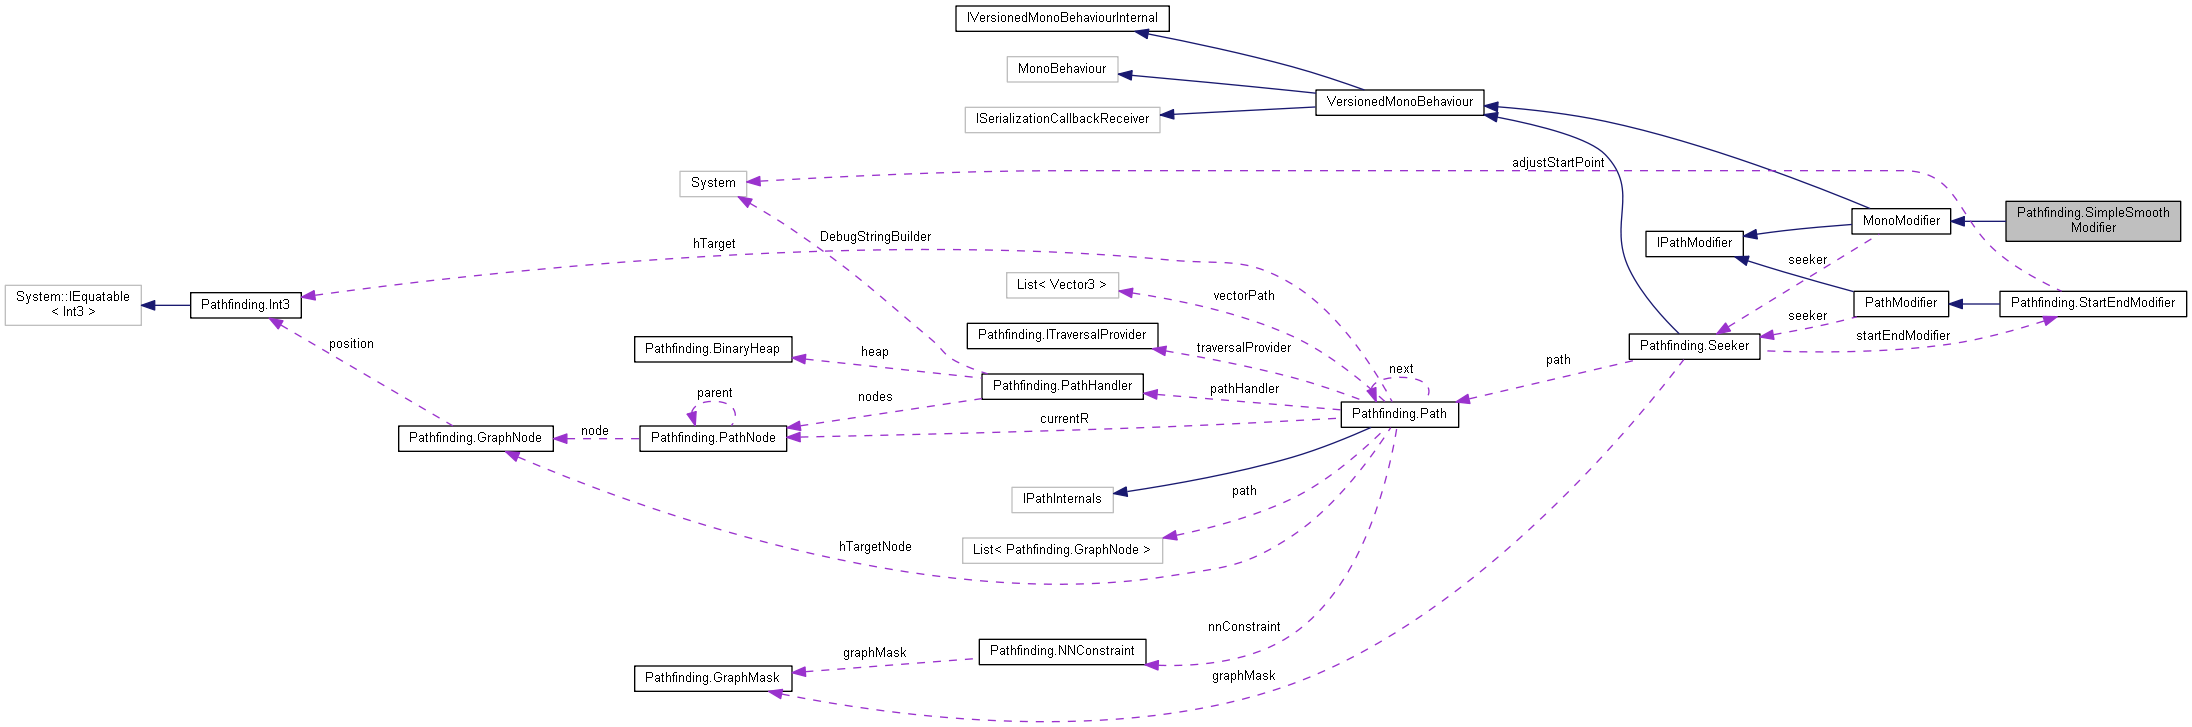 IVersionedMonoBehaviourInternal
MonoBehaviour
VersionedMonoBehaviour
ISerializationCallbackReceiver
adjustStartPoint
System
MonoModifier
Pathfinding.SimpleSmooth
Modifier
DebugStringBuilder
hTarget
IPathModifier
seeker
List< Vector3 >
vectorPath
System::IEquatable
< Int3 >
Pathfinding.Int3
PathModifier
Pathfinding.StartEndModifier
seeker
Pathfinding.ITraversalProvider
startEndModifier
position
Pathfinding.BinaryHeap
heap
traversalProvider
Pathfinding.Seeker
path
next
Pathfinding.PathHandler
pathHandler
parent
nodes
Pathfinding.Path
currentR
node
Pathfinding.GraphNode
Pathfinding.PathNode
IPathInternals
path
hTargetNode
List< Pathfinding.GraphNode >
nnConstraint
graphMask
Pathfinding.NNConstraint
Pathfinding.GraphMask
graphMask